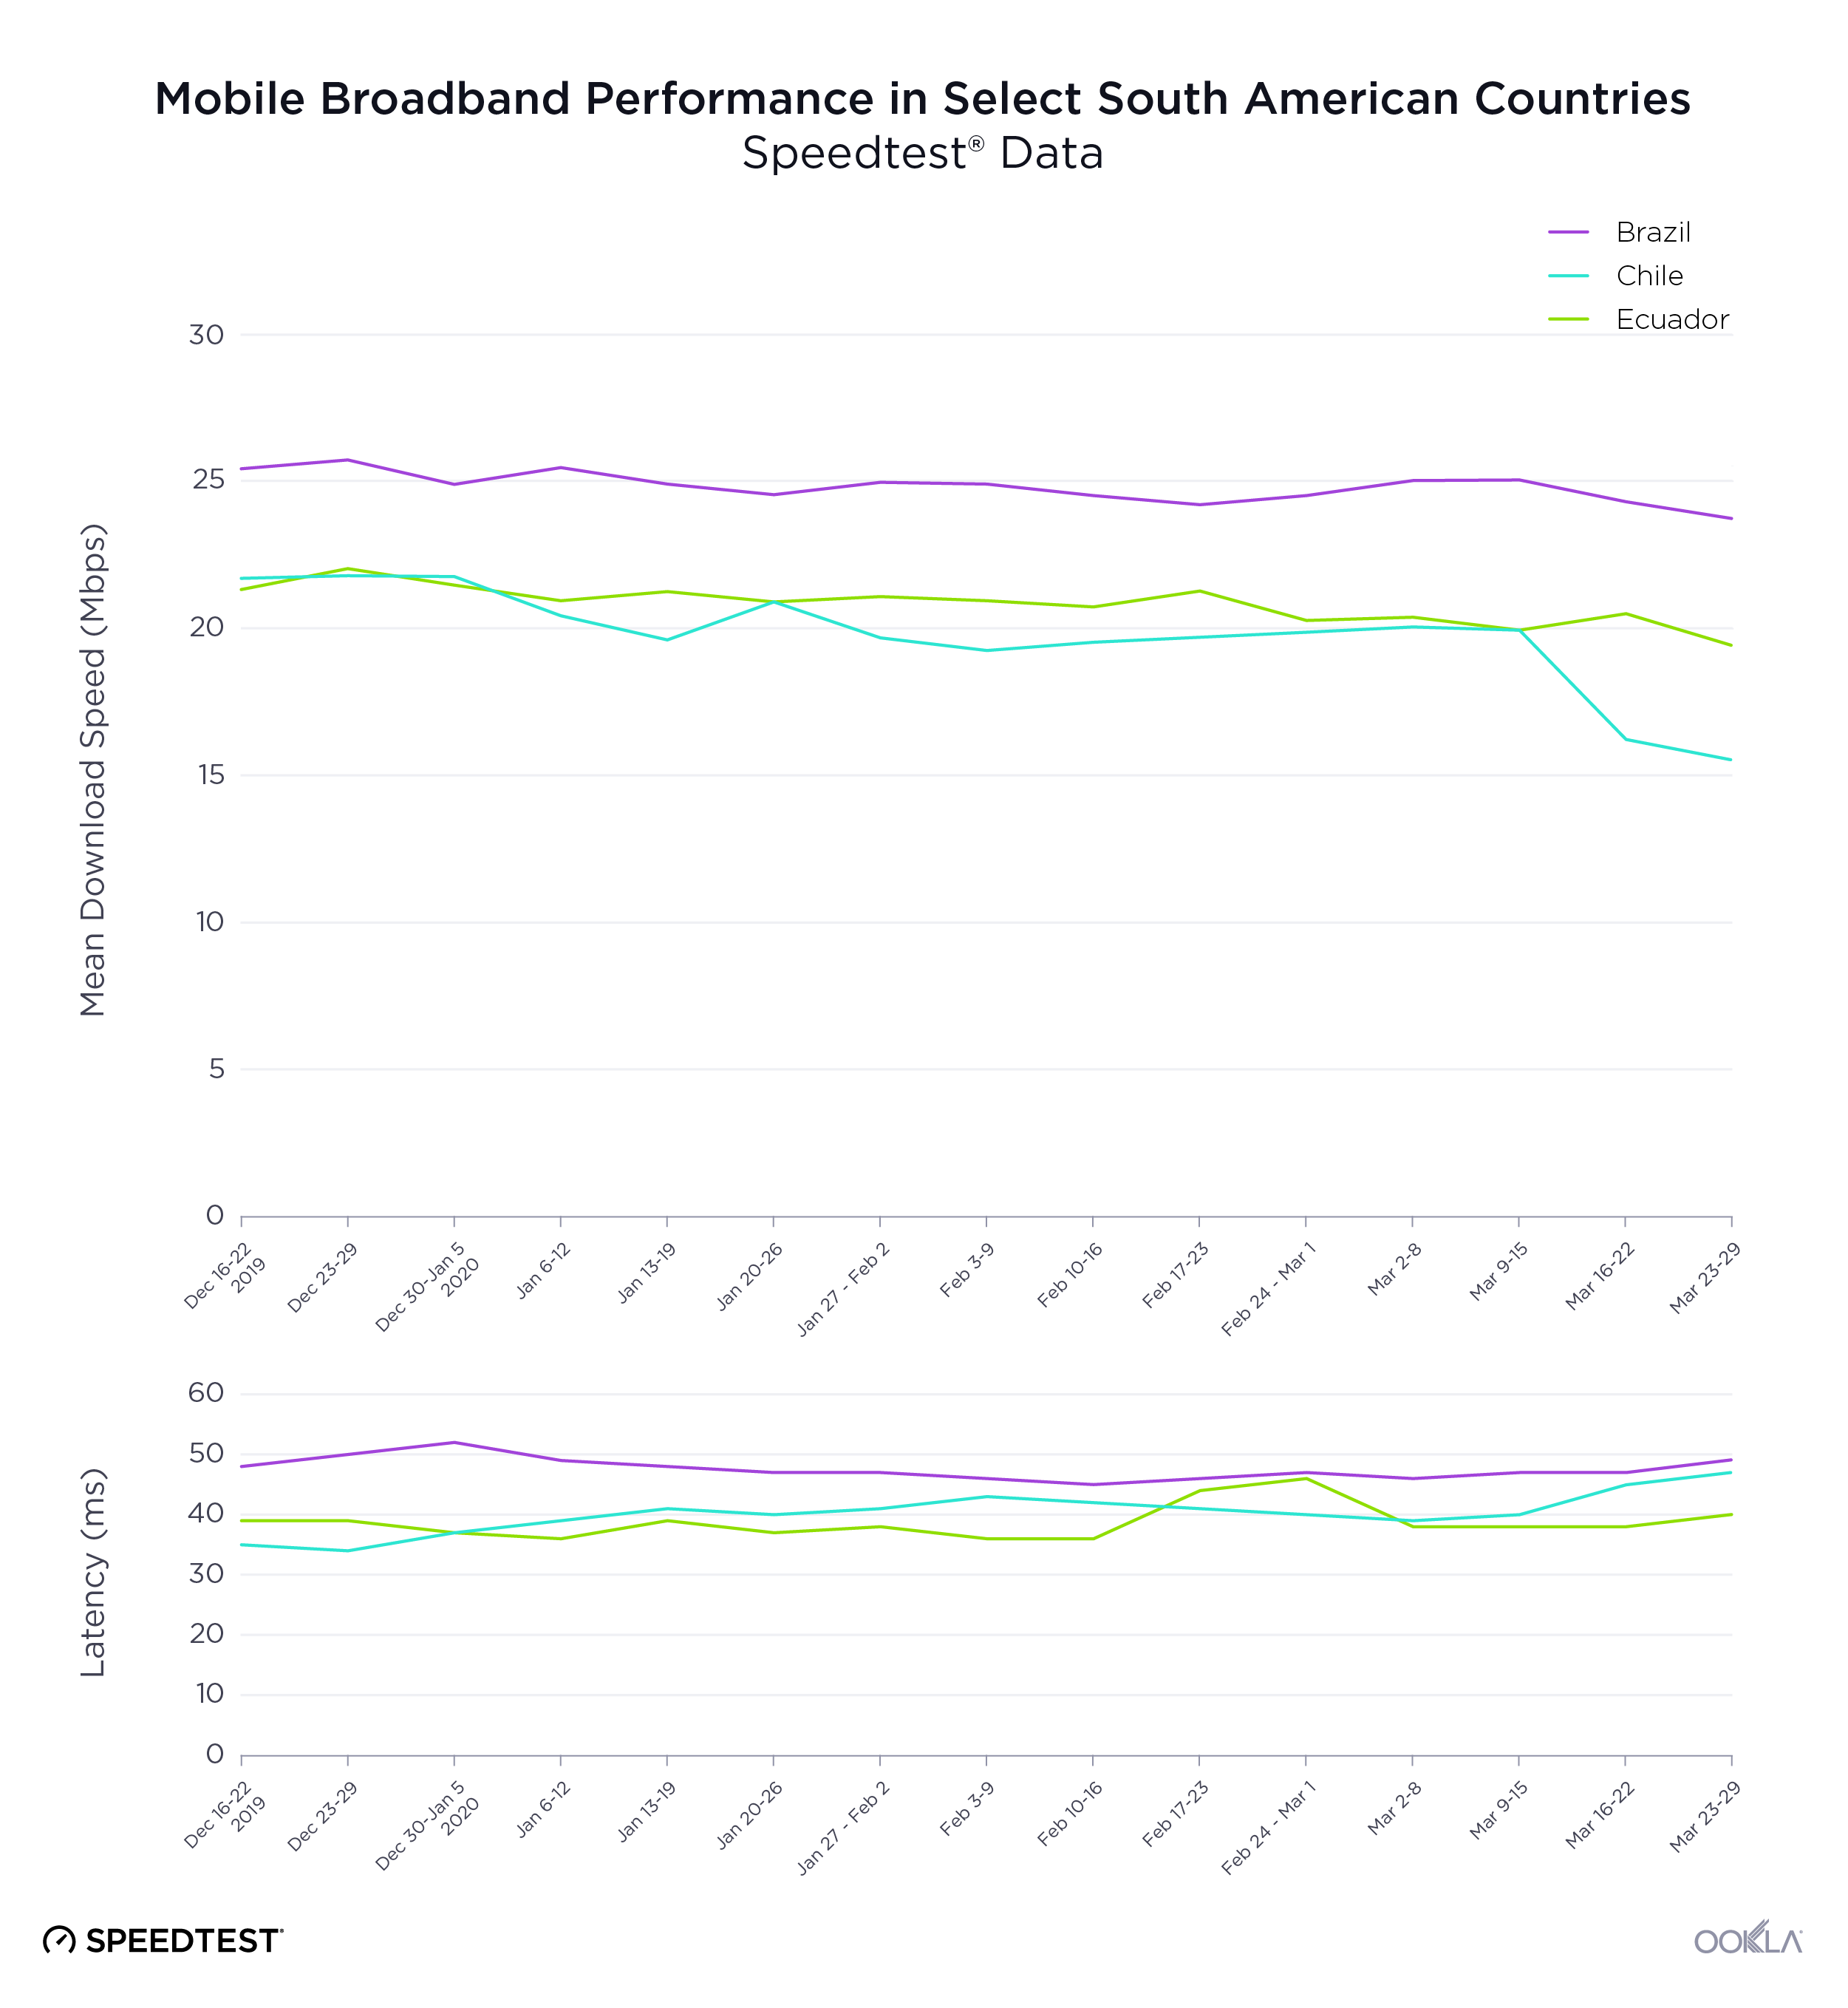 Mobile Broadband Performance in Select South American Countries
Speedtest® Data
Brazil
Chile
Ecuador
Mean Download Speed (Mbps)
30
25
20
15
10
5
0
Dec 16-22
2019
Dec 23-29
Dec 30-Jan 5
2020
Jan 6-12
Jan 13-19
Jan 20-26
Jan 27 - Feb 2
Feb 3-9
Feb 10-16
Feb 17-23
Feb 24 - Mar 1
Mar 2-8
Mar 9-15
Mar 16-22
Mar 23-29
Latency (ms)
60
50
40
30
20
10
0
Dec 16-22
2019
Dec 23-29
Dec 30-Jan 5
2020
Jan 6-12
Jan 13-19
Jan 20-26
Jan 27 - Feb 2
Feb 3-9
Feb 10-16
Feb 17-23
Feb 24 - Mar 1
Mar 2-8
Mar 9-15
Mar 16-22
Mar 23-29
SPEEDTEST®
OOKLA®